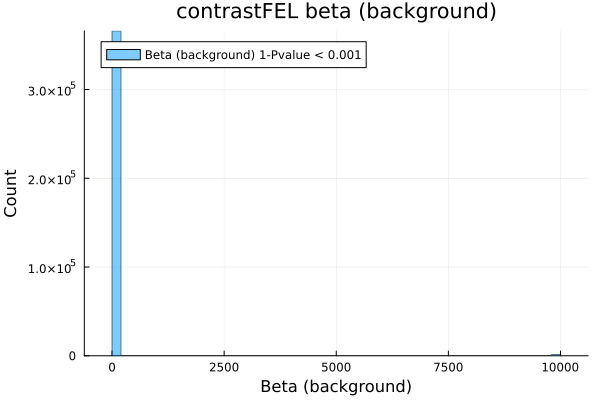 contrastFEL beta (background)
Beta (background) 1-Pvalue < 0.001
Count
3.0×10⁵
2.0×10⁵
1.0×10⁵
0
0 2500 5000 7500 10000
Beta (background)